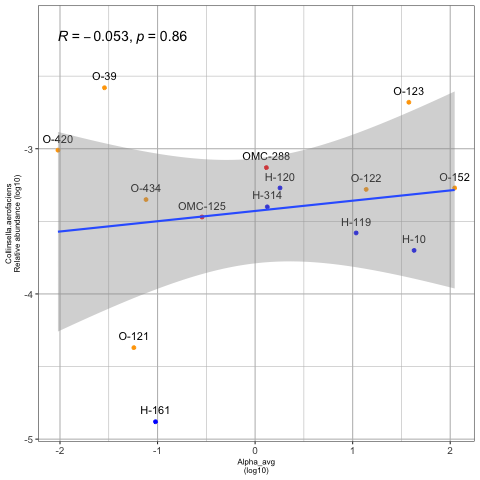 R = −0.053, p = 0.86
O-39
O-123
O-420
OMC-288
H-120
O-122
O-152
O-434
H-314
OMC-125
H-119
H-10
O-121
H-161
-3
-4
-5
-2
-1
0
1
2
Collinsella.aerofaciens
Relative abundance (log10)
Alpha_avg
(log10)